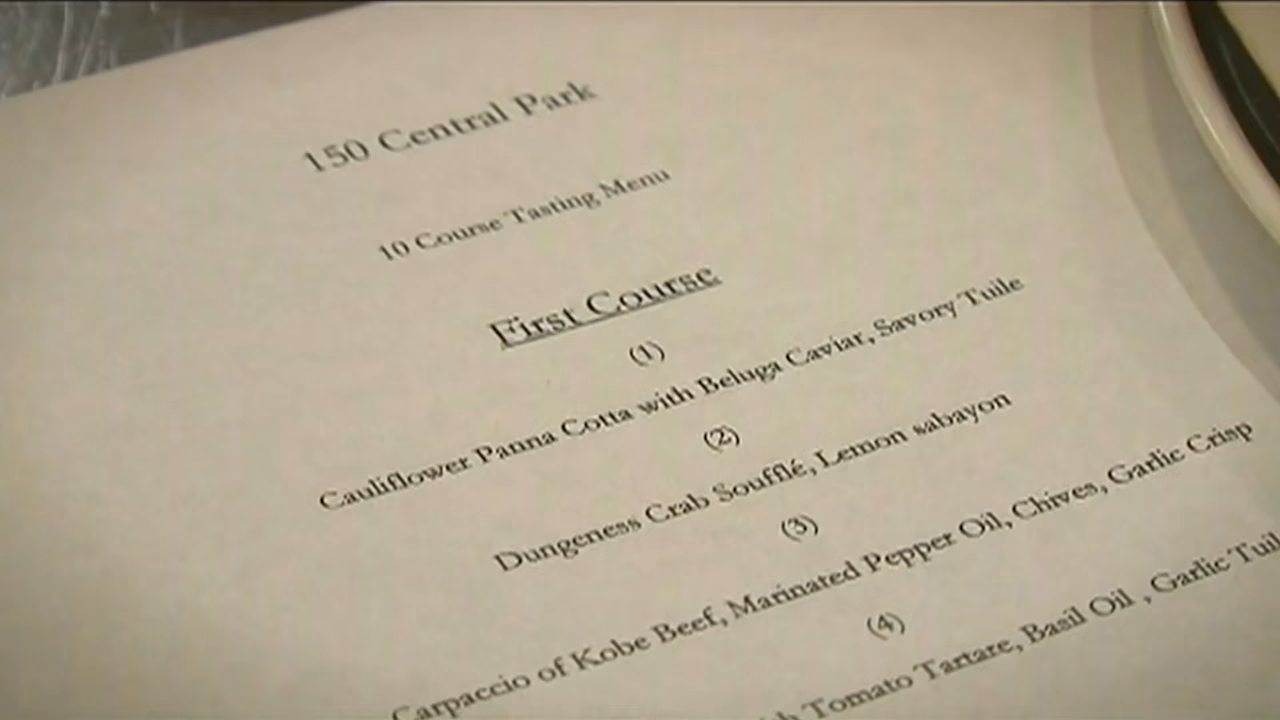 150 Central Park
10 Course Tasting Menu
First Course
(1)
Cauliflower Panna Cotta with Beluga Caviar, Savory Tuile
(2)
Dungeness Crab Soufflé, Lemon sabayon
(3)
Carpaccio of Kobe Beef, Marinated Pepper Oil, Chives, Garlic Crisp
(4)
Tomato Tartare, Basil Oil , Garlic